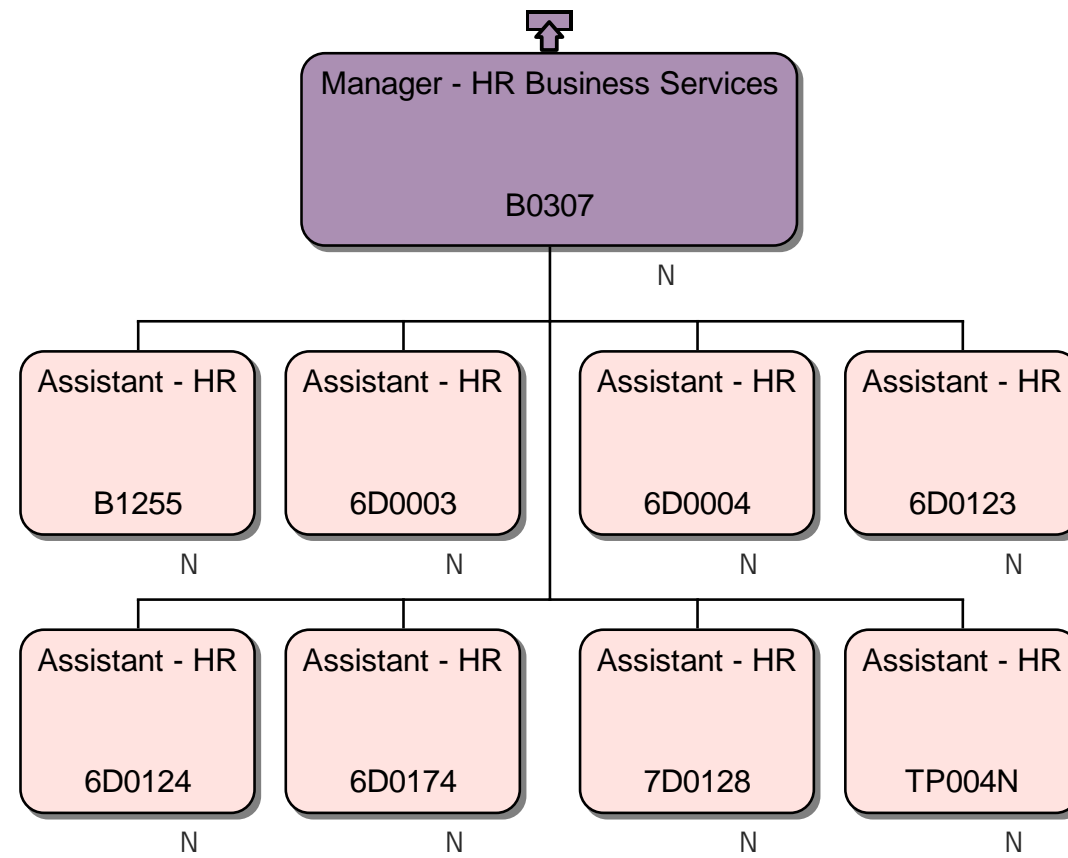 Manager - HR Business Services
B0307
N
Assistant - HR
B1255
N
Assistant - HR
6D0003
N
Assistant - HR
6D0004
N
Assistant - HR
6D0123
N
Assistant - HR
6D0124
N
Assistant - HR
6D0174
N
Assistant - HR
7D0128
N
Assistant - HR
TP004N
N